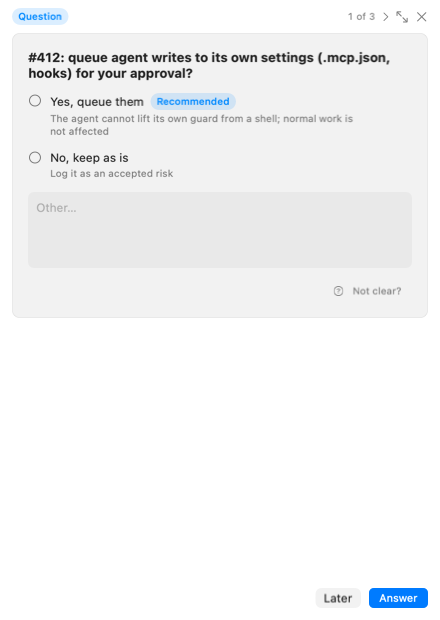 Question
1 of 3
#412: queue agent writes to its own settings (.mcp.json,
hooks) for your approval?
Yes, queue them Recommended
The agent cannot lift its own guard from a shell; normal work is
not affected
No, keep as is
Log it as an accepted risk
Other...
Not clear?
Later Answer